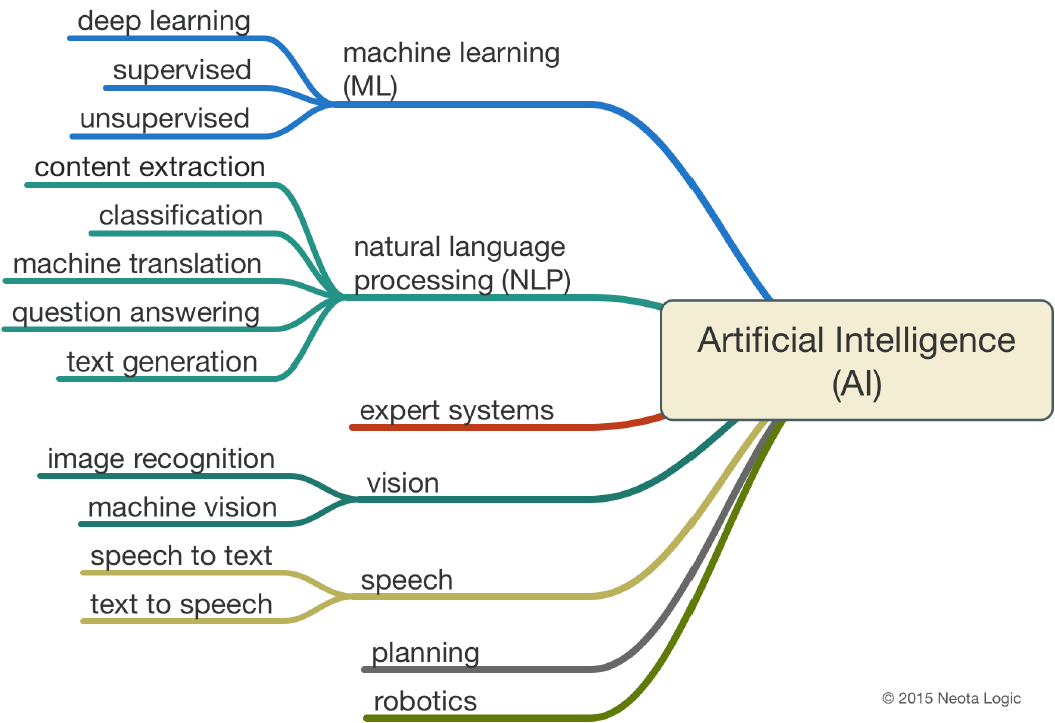 deep learning
supervised
unsupervised
machine learning
(ML)
content extraction
classification
machine translation
question answering
text generation
natural language
processing (NLP)
Artificial Intelligence
(AI)
expert systems
image recognition
machine vision
vision
speech to text
text to speech
speech
planning
robotics
© 2015 Neota Logic